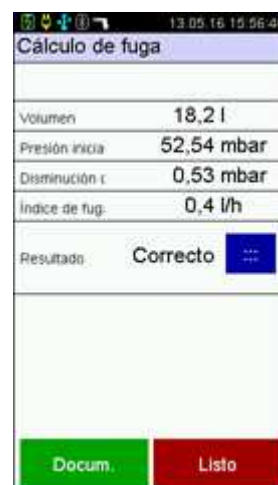 13.05.16 15:56:4
Cálculo de fuga
Volumen 18,2 l
Presión inicia 52,54 mbar
Disminución c 0,53 mbar
Índice de fug. 0,4 l/h
Resultado Correcto :::
Docum. Listo